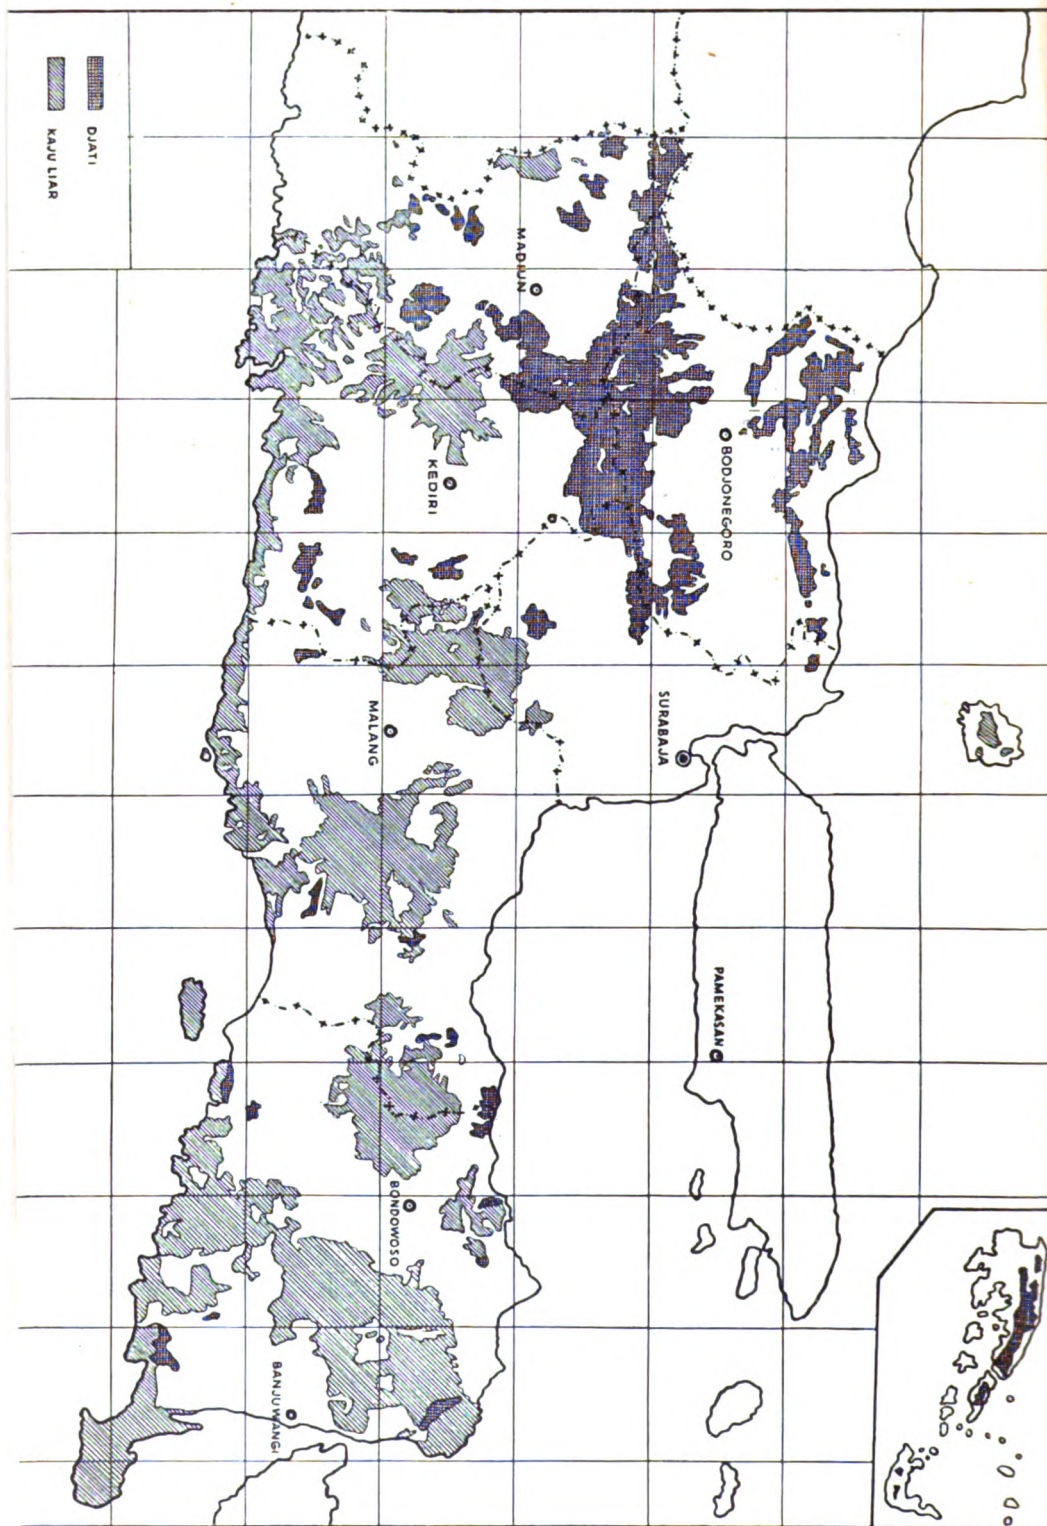 DJATI
KAJU LIAR
MADIUN
BODJONEGORO
KEDIRI
SURABAJA
MALANG
PAMEKASAN
BONDOWOSO
BANJUWANGI